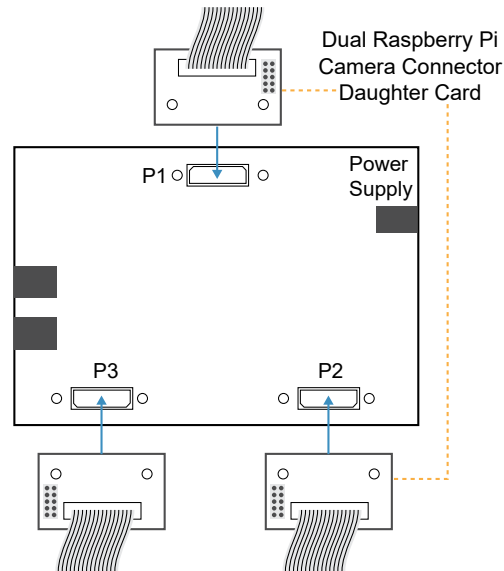 Dual Raspberry Pi
Camera Connector
Daughter Card
P1
Power
Supply
P3
P2